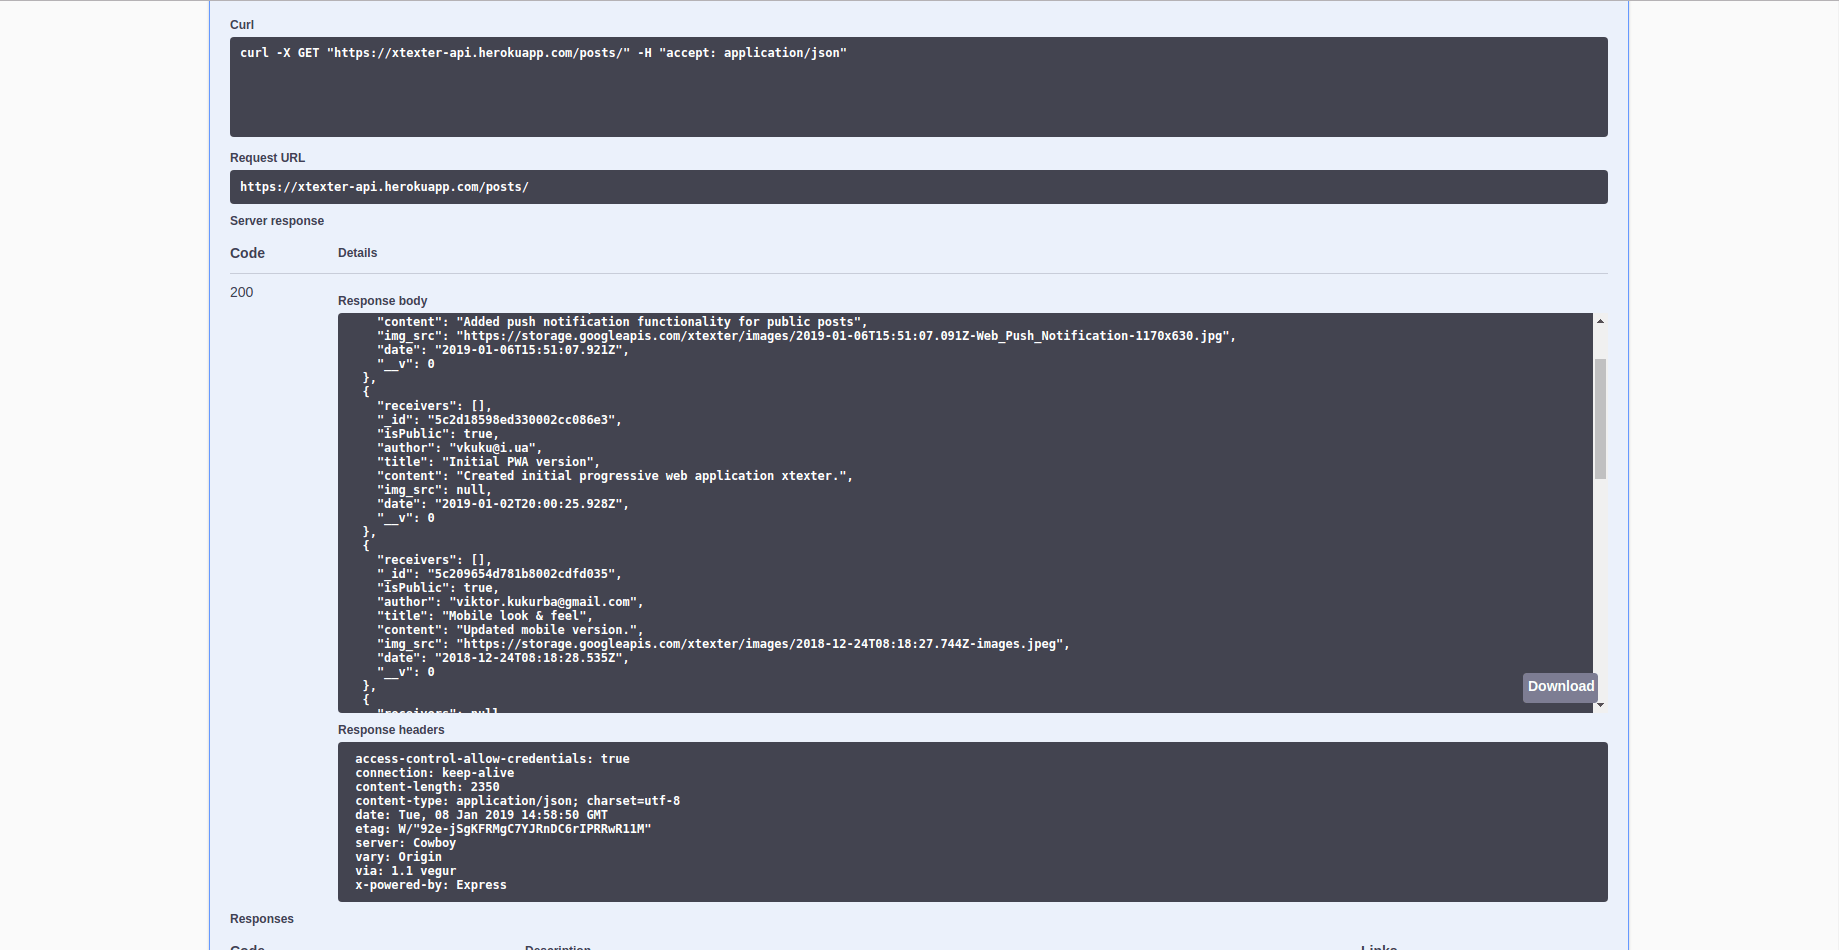 Curl
curl -X GET "https://xtexter-api.herokuapp.com/posts/" -H "accept: application/json"
Request URL
https://xtexter-api.herokuapp.com/posts/
Server response
Code Details
200
Response body
"content": "Added push notification functionality for public posts",
"img_src": "https://storage.googleapis.com/xtexter/images/2019-01-06T15:51:07.091Z-Web_Push_Notification-1170x630.jpg",
"date": "2019-01-06T15:51:07.921Z",
"__v": 0
},
{
"receivers": [],
"_id": "5c2d18598ed330002cc086e3",
"isPublic": true,
"author": "vkuku@i.ua",
"title": "Initial PWA version",
"content": "Created initial progressive web application xtexter.",
"img_src": null,
"date": "2019-01-02T20:00:25.928Z",
"__v": 0
},
{
"receivers": [],
"_id": "5c209654d781b8002cdfd035",
"isPublic": true,
"author": "viktor.kukurba@gmail.com",
"title": "Mobile look & feel",
"content": "Updated mobile version.",
"img_src": "https://storage.googleapis.com/xtexter/images/2018-12-24T08:18:27.744Z-images.jpeg",
"date": "2018-12-24T08:18:28.535Z",
"__v": 0
},
{
"receivers": null,
Download
Response headers
access-control-allow-credentials: true
connection: keep-alive
content-length: 2350
content-type: application/json; charset=utf-8
date: Tue, 08 Jan 2019 14:58:50 GMT
etag: W/"92e-jSgKFRMgC7YJRnDC6rIPRRwR11M"
server: Cowboy
vary: Origin
via: 1.1 vegur
x-powered-by: Express
Responses
Code Description Links